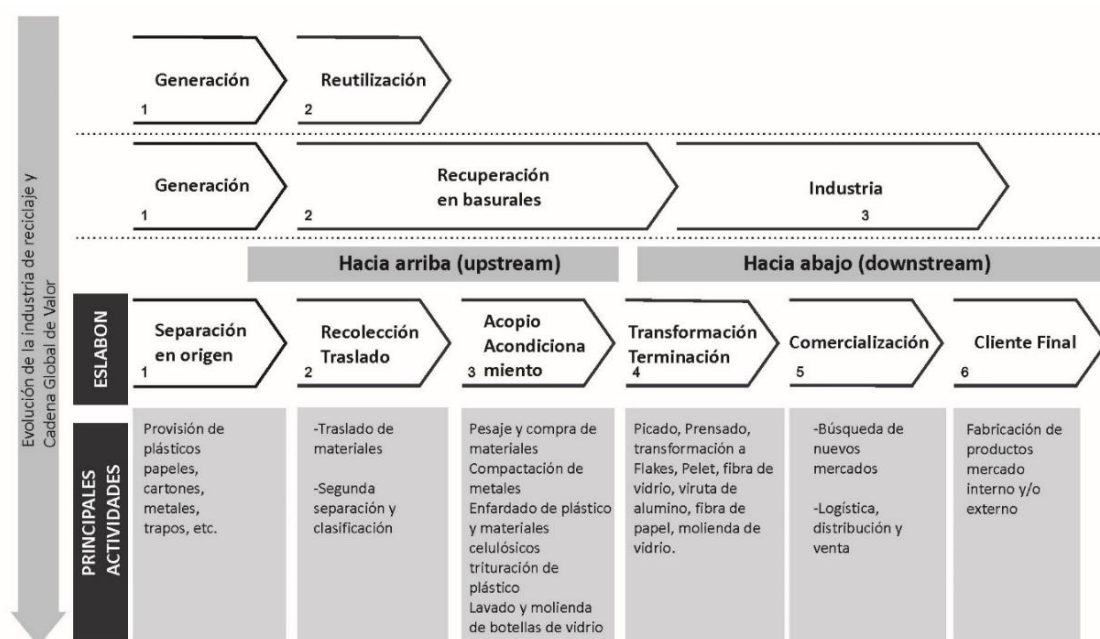 Evolución de la industria de reciclaje y
Cadena Global de Valor
Generación
1
Reutilización
2
Generación
1
Recuperación
en basurales
2
Industria
3
Hacia arriba (upstream)
Hacia abajo (downstream)
ESLABON
Separación
en origen
1
Recolección
Traslado
2
Acopio
Acondiciona
miento
3
Transformación
Terminación
4
Comercialización
5
Cliente Final
6
PRINCIPALES
ACTIVIDADES
Provisión de
plásticos
papeles,
cartones,
metales,
trapos, etc.
-Traslado de
materiales
-Segunda
separación y
clasificación
Pesaje y compra de
materiales
Compactación de
metales
Enfardado de plástico
y materiales
celulósicos
trituración de
plástico
Lavado y molienda
de botellas de vidrio
Picado, Prensado,
transformación a
Flakes, Pelet, fibra de
vidrio, viruta de
alumino, fibra de
papel, molienda de
vidrio.
-Búsqueda de
nuevos
mercados
-Logística,
distribución y
venta
Fabricación de
productos
mercado
interno y/o
externo